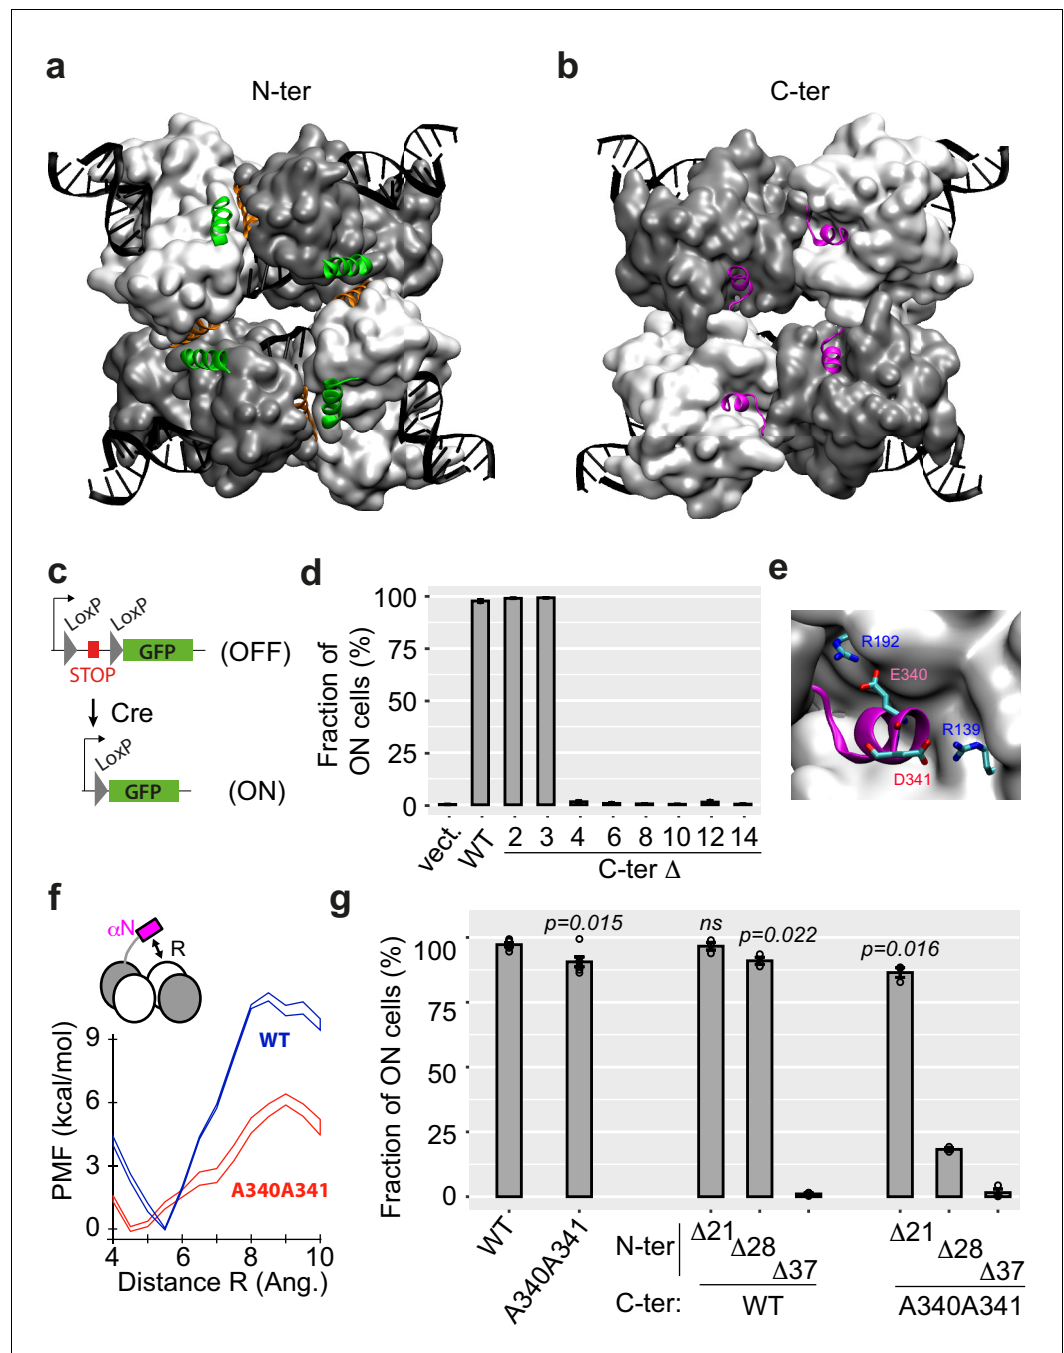 a
N-ter
b
C-ter
c
LoxP
LoxP
GFP
(OFF)
STOP
Cre
LoxP
GFP
(ON)
d
Fraction of
ON cells (%)
100
75
50
25
0
vect.
WT
2 3 4 6 8 10 12 14
C-ter Δ
e
R192
E340
R139
D341
f
αN
R
PMF (kcal/mol)
9
6
3
0
WT
A340A341
4 6 8 10
Distance R (Ang.)
g
Fraction of ON cells (%)
100
75
50
25
0
p=0.015
ns
p=0.022
p=0.016
WT
A340A341
N-ter
Δ21 Δ28 Δ37
Δ21 Δ28 Δ37
C-ter: WT A340A341